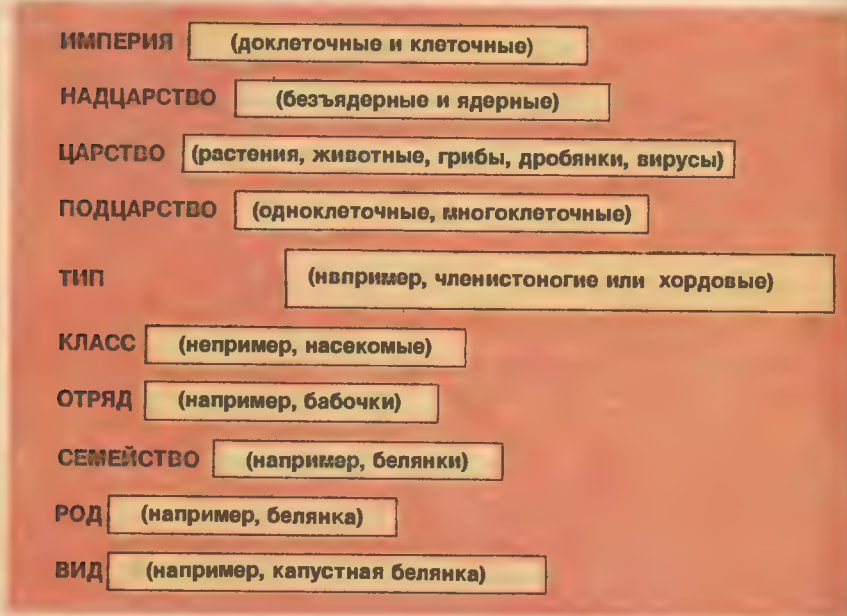 ИМПЕРИЯ (доклеточные и клеточные)
НАДЦАРСТВО (безъядерные и ядерные)
ЦАРСТВО (растения, животные, грибы, дробянки, вирусы)
ПОДЦАРСТВО (одноклеточные, многоклеточные)
ТИП (нвпример, членистоногие или хордовые)
КЛАСС (непример, насекомые)
ОТРЯД (например, бабочки)
СЕМЕЙСТВО (например, белянки)
РОД (например, белянка)
ВИД (например, капустная белянка)